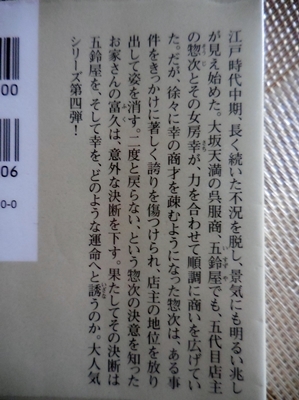 江戸時代中期、長く続いた不況を脱し、景気にも明るい兆し
が見え始めた。大坂天満の呉服商、五鈴屋でも、五代目店主
の惣次とその女房幸が、力を合わせて順調に商いを広げてい
た。だが、徐々に幸の商才を疎むようになった惣次は、ある事
件をきっかけに著しく誇りを傷つけられ、店主の地位を放り
出して姿を消す。二度と戻らない、という惣次の決意を知った
お家さんの富久は、意外な決断を下す。果たしてその決断は
五鈴屋を、そして幸を、どのような運命へと誘うのか。大人気
シリーズ第四弾!
00
06
0-0